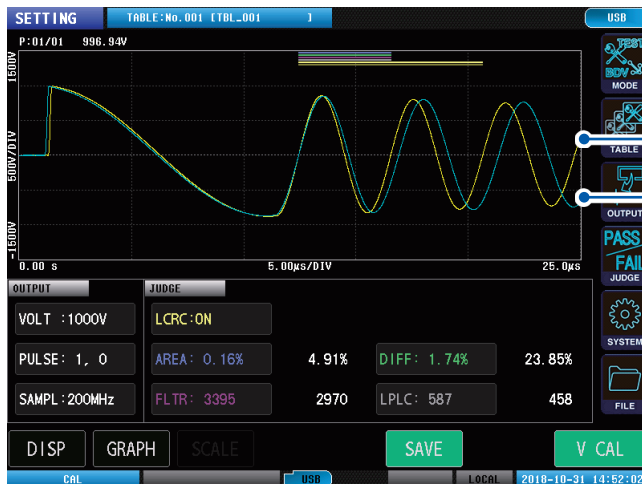 SETTING
TABLE:No.001 [TBL_001 ]
USB
P:01/01 996.94V
1500V
500V/DIV
-1500V
0.00 s
5.00µs/DIV
25.0µs
TEST
BDV
MODE
TABLE
OUTPUT
PASS
FAIL
JUDGE
SYSTEM
FILE
OUTPUT
JUDGE
VOLT :1000V
LCRC:ON
PULSE: 1, 0
AREA: 0.16%
4.91%
DIFF: 1.74%
23.85%
SAMPL:200MHz
FLTR: 3395
2970
LPLC: 587
458
DISP
GRAPH
SCALE
SAVE
V CAL
CAL
USB
LOCAL
2018-10-31 14:52:02